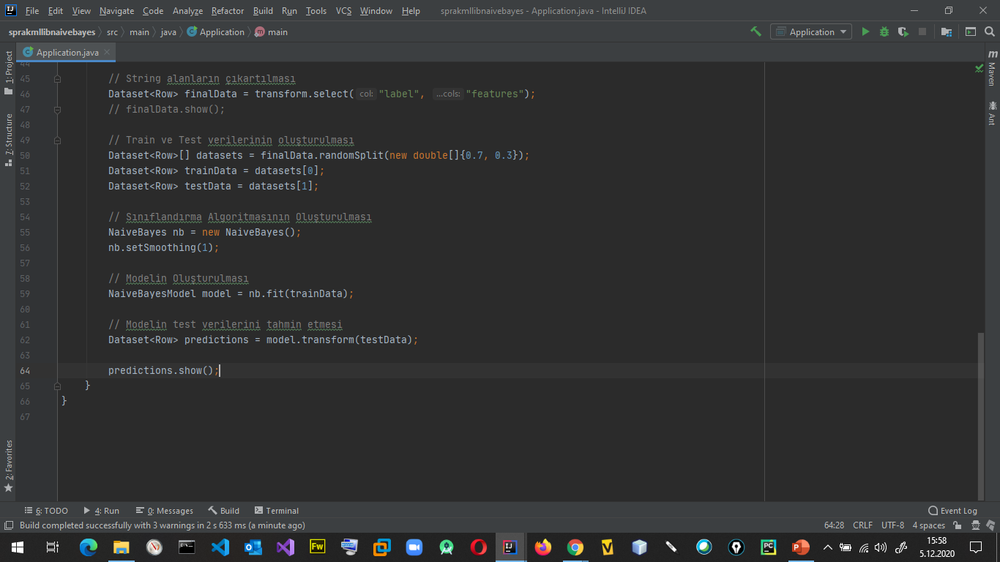 File Edit View Navigate Code Analyze Refactor Build Run Tools VCS Window Help sprakmllibnaivebayes - Application.java - IntelliJ IDEA
sprakmllibnaivebayes src main java Application main Application
Application.java
1: Project
7: Structure
2: Favorites
Maven
Ant
44
45 // String alanların çıkartılması
46 Dataset<Row> finalData = transform.select( col: "label", ...cols: "features");
47 // finalData.show();
48
49 // Train ve Test verilerinin oluşturulması
50 Dataset<Row>[] datasets = finalData.randomSplit(new double[]{0.7, 0.3});
51 Dataset<Row> trainData = datasets[0];
52 Dataset<Row> testData = datasets[1];
53
54 // Sınıflandırma Algoritmasının Oluşturulması
55 NaiveBayes nb = new NaiveBayes();
56 nb.setSmoothing(1);
57
58 // Modelin Oluşturulması
59 NaiveBayesModel model = nb.fit(trainData);
60
61 // Modelin test verilerini tahmin etmesi
62 Dataset<Row> predictions = model.transform(testData);
63
64 predictions.show();
65 }
66 }
67
6: TODO 4: Run 0: Messages Build Terminal Event Log
Build completed successfully with 3 warnings in 2 s 633 ms (a minute ago) 64:28 CRLF UTF-8 4 spaces
15:58
5.12.2020